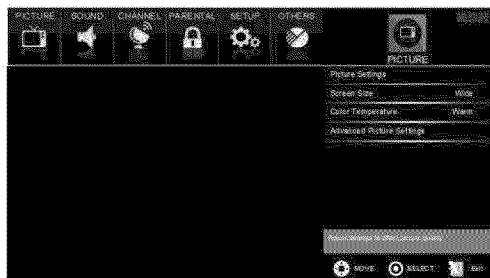 PICTURE SOUND CHANNEL PARENTAL SETUP OTHERS
PICTURE
Picture Settings
Screen Size Wide
Color Temperature Warm
Advanced Picture Settings
MOVE SELECT Exit